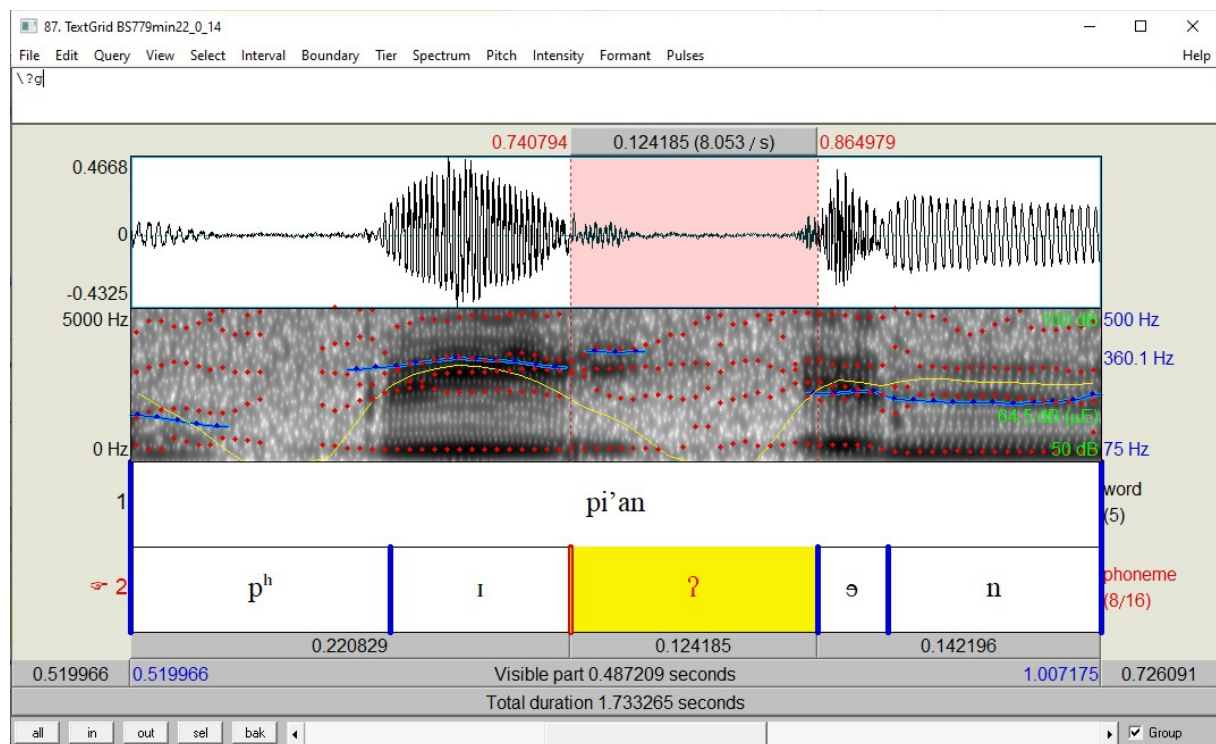 87. TextGrid BS779min22_0_14
File Edit Query View Select Interval Boundary Tier Spectrum Pitch Intensity Formant Pulses Help
\?g
0.740794 0.124185 (8.053 / s) 0.864979
0.4668
0
-0.4325
5000 Hz 100 dB 500 Hz
360.1 Hz
64.5 dB (µE)
0 Hz 50 dB 75 Hz
1 pi’an word
(5)
☞ 2 pʰ ɪ ʔ ɘ n phoneme
(8/16)
0.220829 0.124185 0.142196
0.519966 0.519966 Visible part 0.487209 seconds 1.007175 0.726091
Total duration 1.733265 seconds
all in out sel bak Group